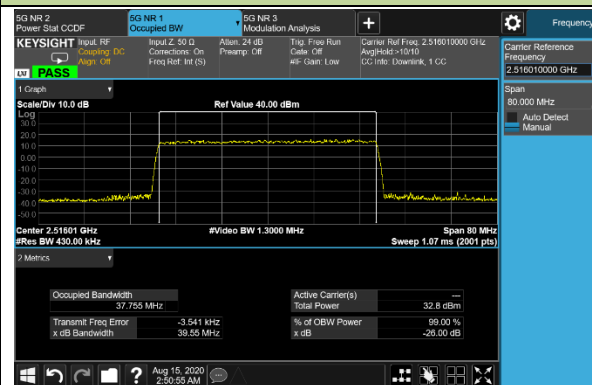 5G NR 2
Power Stat CCDF
5G NR 1
Occupied BW
5G NR 3
Modulation Analysis
+
Frequency
KEYSIGHT
LXI
PASS
Input: RF
Coupling: DC
Align: Off
Input Z: 50 Ω
Corrections: On
Freq Ref: Int (S)
Atten: 24 dB
Preamp: Off
Trig: Free Run
Gate: Off
#IF Gain: Low
Carrier Ref Freq: 2.516010000 GHz
Avg|Hold:>10/10
CC Info: Downlink, 1 CC
Carrier Reference
Frequency
2.516010000 GHz
Span
80.000 MHz
Auto Detect
Manual
1 Graph
Scale/Div 10.0 dB
Ref Value 40.00 dBm
Log
30.0
20.0
10.0
0.00
-10.0
-20.0
-30.0
-40.0
-50.0
Center 2.51601 GHz
#Video BW 1.3000 MHz
Span 80 MHz
#Res BW 430.00 kHz
Sweep 1.07 ms (2001 pts)
2 Metrics
Occupied Bandwidth
37.755 MHz
Active Carrier(s)
---
Total Power
32.8 dBm
Transmit Freq Error
-3.541 kHz
% of OBW Power
99.00 %
x dB Bandwidth
39.55 MHz
x dB
-26.00 dB
?
Aug 15, 2020
2:50:55 AM